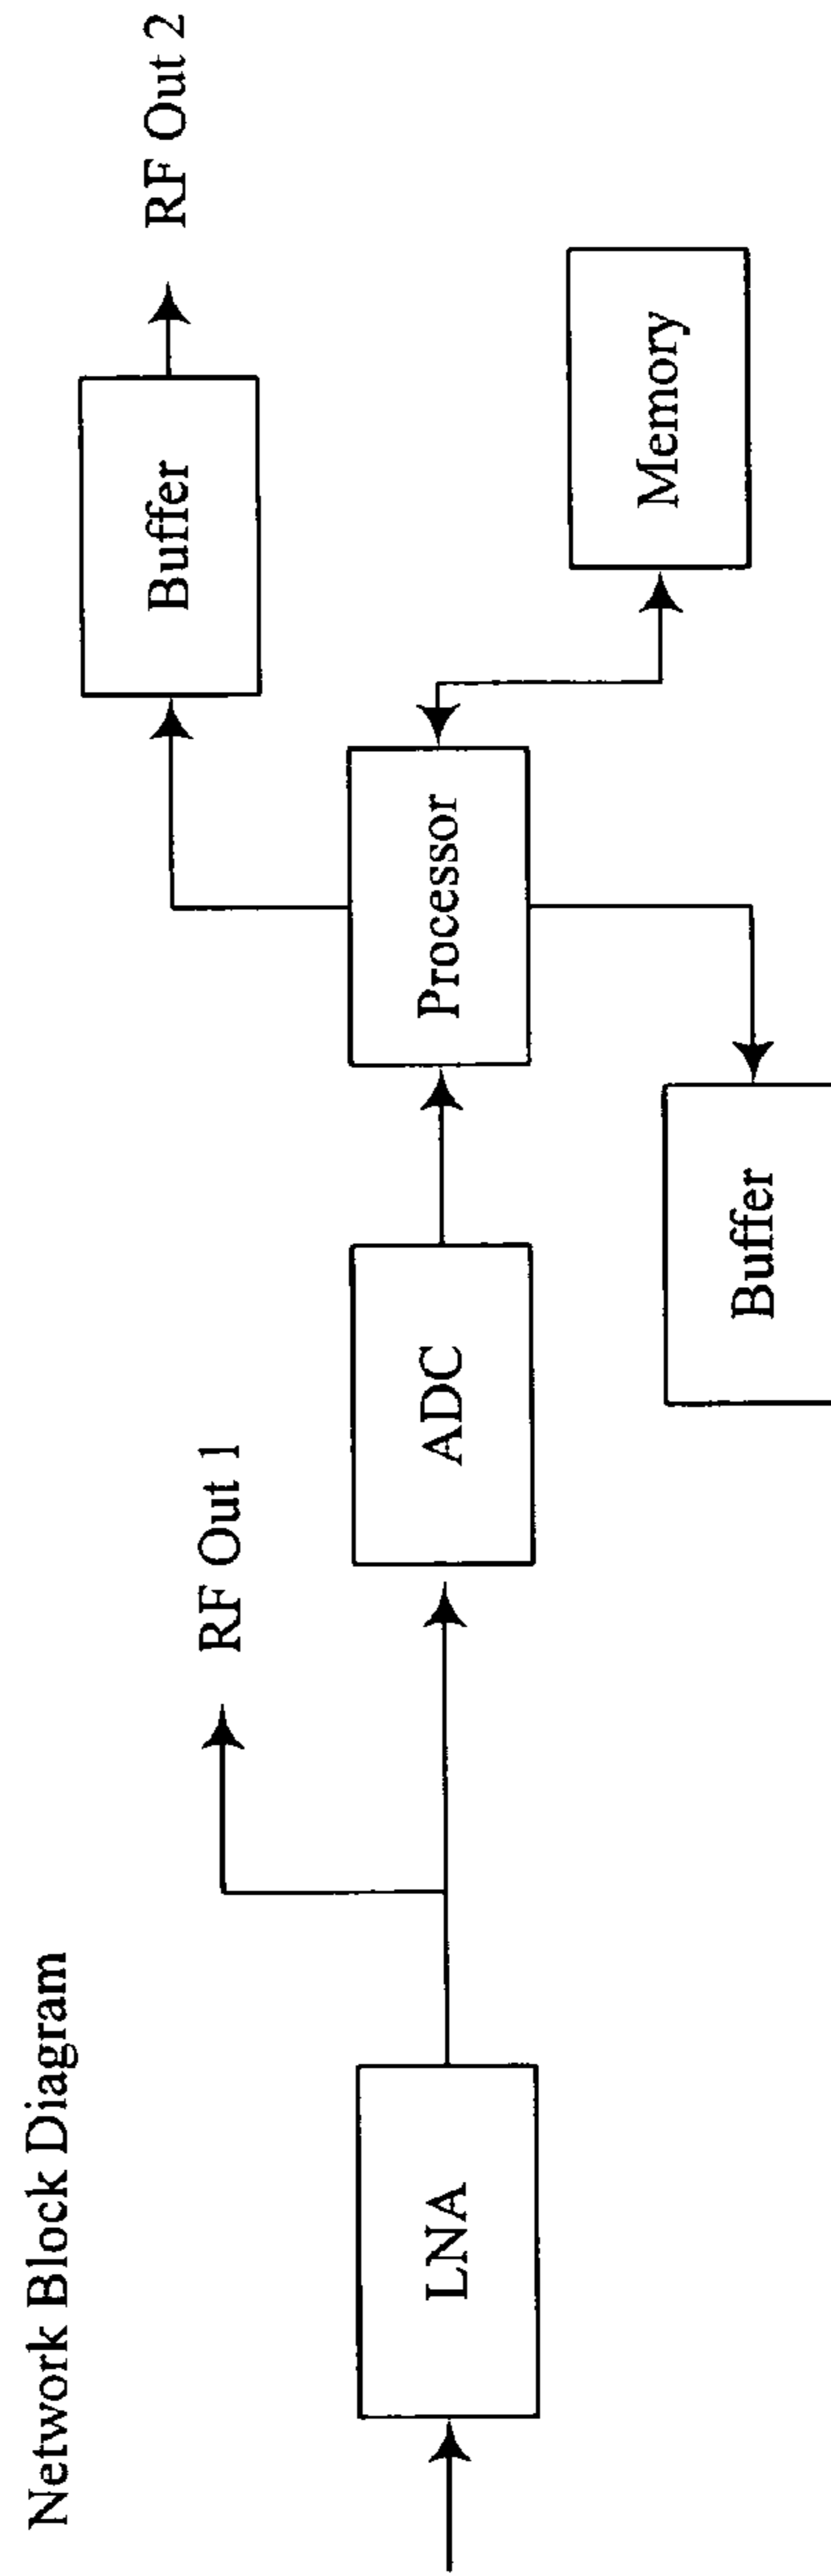 Network Block Diagram
RF Out 1
RF Out 2
LNA
ADC
Processor
Buffer
Memory
Buffer